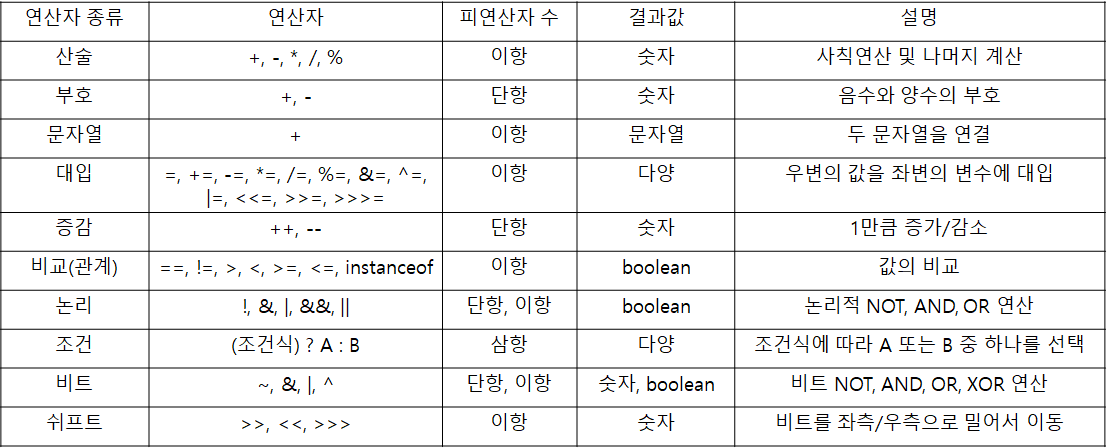 연산자 종류 연산자 피연산자 수 결과값 설명
산술 +, -, *, /, % 이항 숫자 사칙연산 및 나머지 계산
부호 +, - 단항 숫자 음수와 양수의 부호
문자열 + 이항 문자열 두 문자열을 연결
대입 =, +=, -=, *=, /=, %=, &=, ^=, 이항 다양 우변의 값을 좌변의 변수에 대입
|=, <<=, >>=, >>>=
증감 ++, -- 단항 숫자 1만큼 증가/감소
비교(관계) ==, !=, >, <, >=, <=, instanceof 이항 boolean 값의 비교
논리 !, &, |, &&, || 단항, 이항 boolean 논리적 NOT, AND, OR 연산
조건 (조건식) ? A : B 삼항 다양 조건식에 따라 A 또는 B 중 하나를 선택
비트 ~, &, |, ^ 단항, 이항 숫자, boolean 비트 NOT, AND, OR, XOR 연산
쉬프트 >>, <<, >>> 이항 숫자 비트를 좌측/우측으로 밀어서 이동